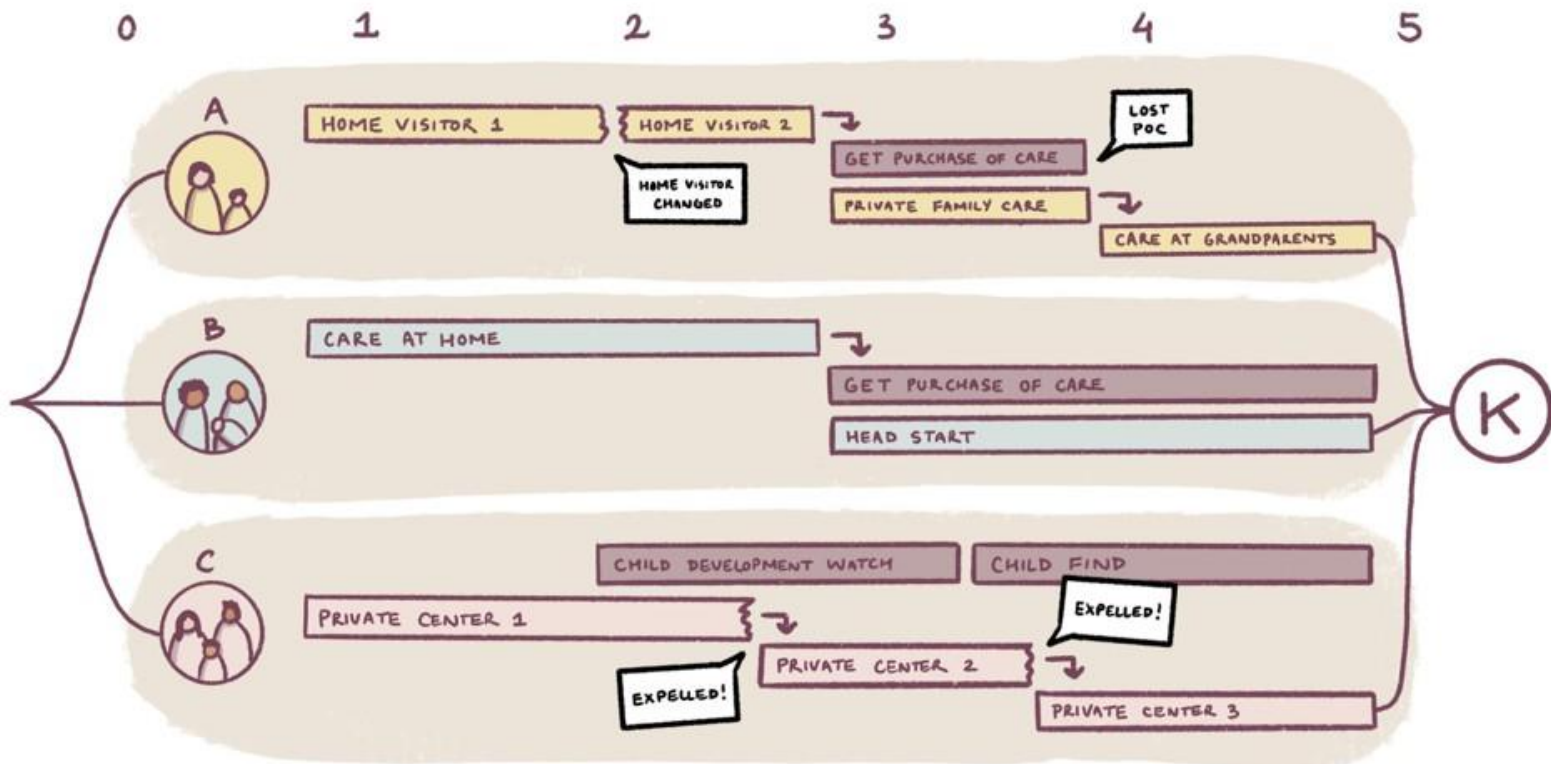 0 1 2 3 4 5
A
HOME VISITOR 1
HOME VISITOR 2
HOME VISITOR
CHANGED
GET PURCHASE OF CARE
LOST
POC
PRIVATE FAMILY CARE
CARE AT GRANDPARENTS
B
CARE AT HOME
GET PURCHASE OF CARE
HEAD START
K
C
CHILD DEVELOPMENT WATCH
CHILD FIND
PRIVATE CENTER 1
EXPELLED!
PRIVATE CENTER 2
EXPELLED!
PRIVATE CENTER 3